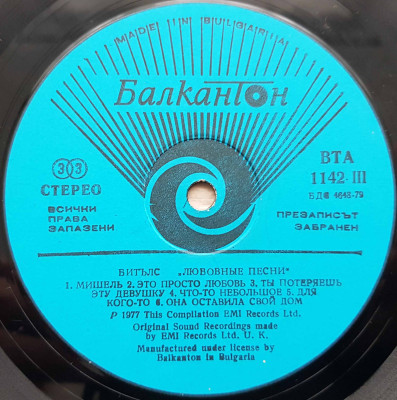 MADE IN BULGARIA
Балкантон
33
СТЕРЕО
ВСИЧКИ
ПРАВА
ЗАПАЗЕНИ
ВТА
1142-III
БДС 4643-79
ПРЕЗАПИСЪТ
ЗАБРАНЕН
БИТЪЛС „ЛЮБОВНЫЕ ПЕСНИ"
1. МИШЕЛЬ 2. ЭТО ПРОСТО ЛЮБОВЬ 3. ТЫ ПОТЕРЯЕШЬ
ЭТУ ДЕВУШКУ 4. ЧТО-ТО НЕБОЛЬШОЕ 5. ДЛЯ
КОГО-ТО 6. ОНА ОСТАВИЛА СВОЙ ДОМ
P 1977 This Compilation EMI Records Ltd.
Original Sound Recordings made
by EMI Records Ltd. U. K.
Manufactured under license by
Balkanton in Bulgaria